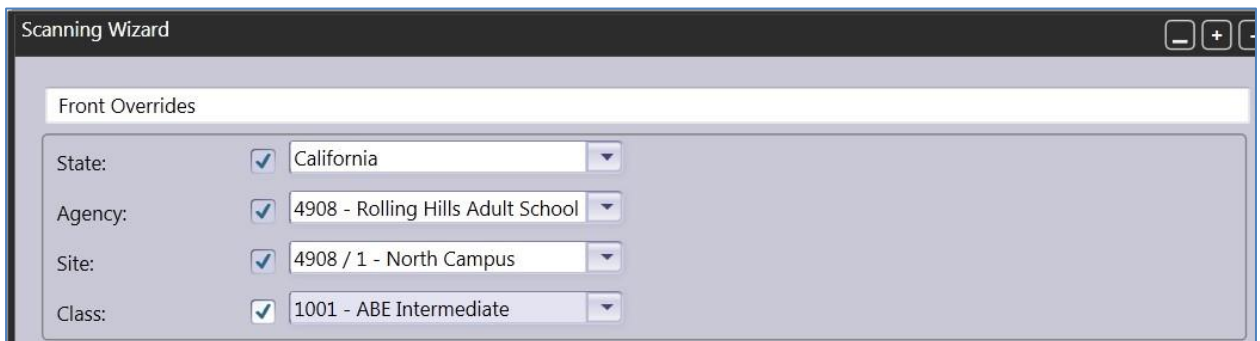 Scanning Wizard
Front Overrides
State: California
Agency: 4908 - Rolling Hills Adult School
Site: 4908 / 1 - North Campus
Class: 1001 - ABE Intermediate